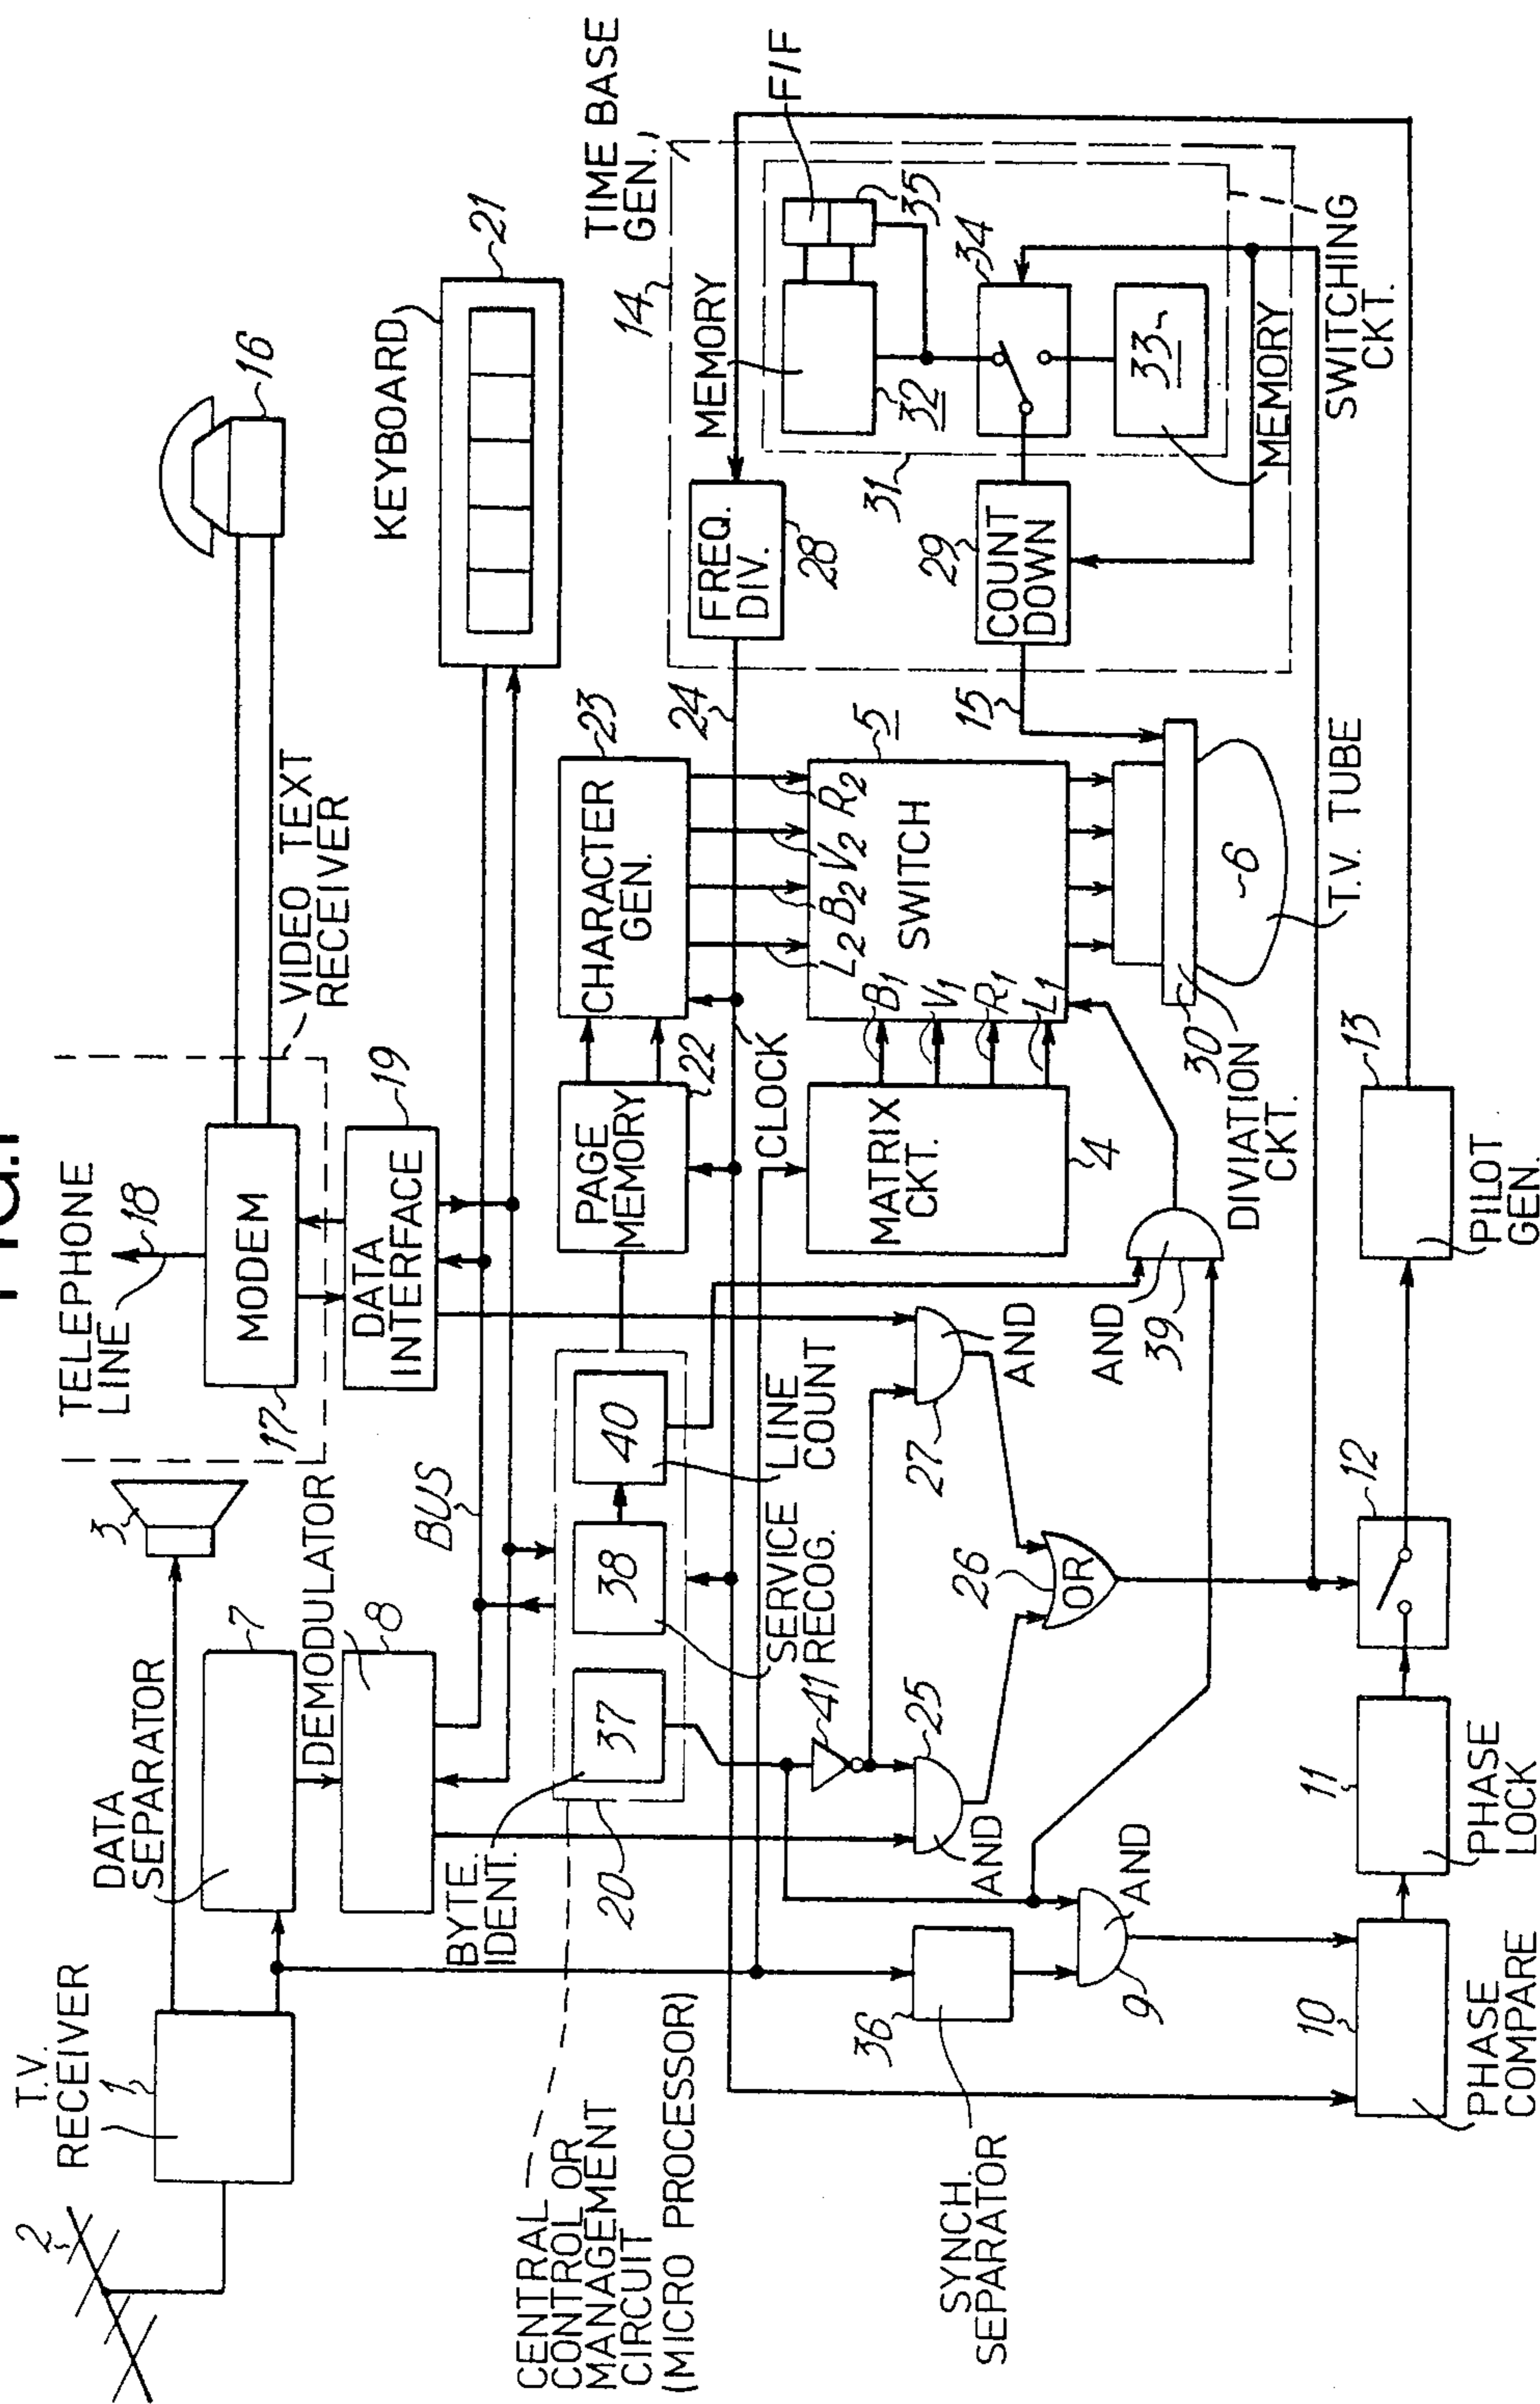 FIG.1
T.V.
RECEIVER
1
2
3
DATA
SEPARATOR
7
DEMODULATOR
8
TELEPHONE
LINE
18
MODEM
17
VIDEO TEXT
RECEIVER
16
DATA
INTERFACE
19
KEYBOARD
21
BUS
CENTRAL
CONTROL OR
MANAGEMENT
CIRCUIT
(MICRO PROCESSOR)
BYTE.
IDENT.
20
37
38
40
SERVICE
RECOG.
LINE
COUNT
PAGE
MEMORY
22
CHARACTER
GEN.
23
24
CLOCK
MATRIX
CKT.
4
B1
V1
R1
L1
L2
B2
V2
R2
SWITCH
5
15
6
T.V. TUBE
30
DIVIATION
CKT.
TIME BASE
GEN.
14
MEMORY
F/F
35
32
FREQ.
DIV.
28
31
34
33
MEMORY
SWITCHING
CKT.
29
COUNT
DOWN
41
25
AND
27
AND
26
OR
AND
39
36
SYNCH.
SEPARATOR
9
AND
10
PHASE
COMPARE
11
PHASE
LOCK
12
13
PILOT
GEN.